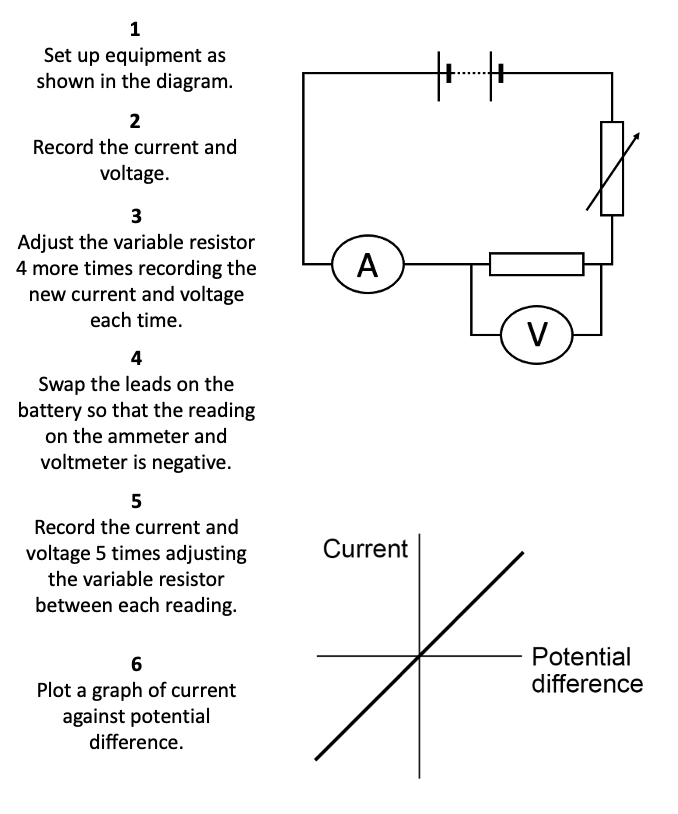 1
Set up equipment as
shown in the diagram.
2
Record the current and
voltage.
3
Adjust the variable resistor
4 more times recording the
new current and voltage
each time.
4
Swap the leads on the
battery so that the reading
on the ammeter and
voltmeter is negative.
5
Record the current and
voltage 5 times adjusting
the variable resistor
between each reading.
6
Plot a graph of current
against potential
difference.
A
V
Current
Potential
difference